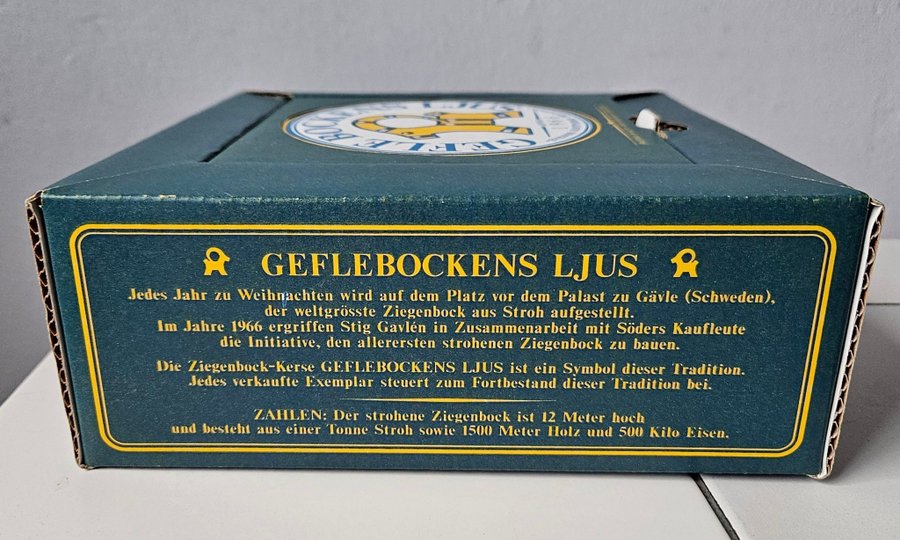 GEFLEBOCKENS LJUS
GEFLEBOCKENS LJUS
Jedes Jahr zu Weihnachten wird auf dem Platz vor dem Palast zu Gävle (Schweden),
der weltgrösste Ziegenbock aus Stroh aufgestellt.
Im Jahre 1966 ergriffen Stig Gavlén in Zusammenarbeit mit Söders Kaufleute
die Initiative, den allerersten strohenen Ziegenbock zu bauen.
Die Ziegenbock-Kerse GEFLEBOCKENS LJUS ist ein Symbol dieser Tradition.
Jedes verkaufte Exemplar steuert zum Fortbestand dieser Tradition bei.
ZAHLEN: Der strohene Ziegenbock ist 12 Meter hoch
und besteht aus einer Tonne Stroh sowie 1500 Meter Holz und 500 Kilo Eisen.